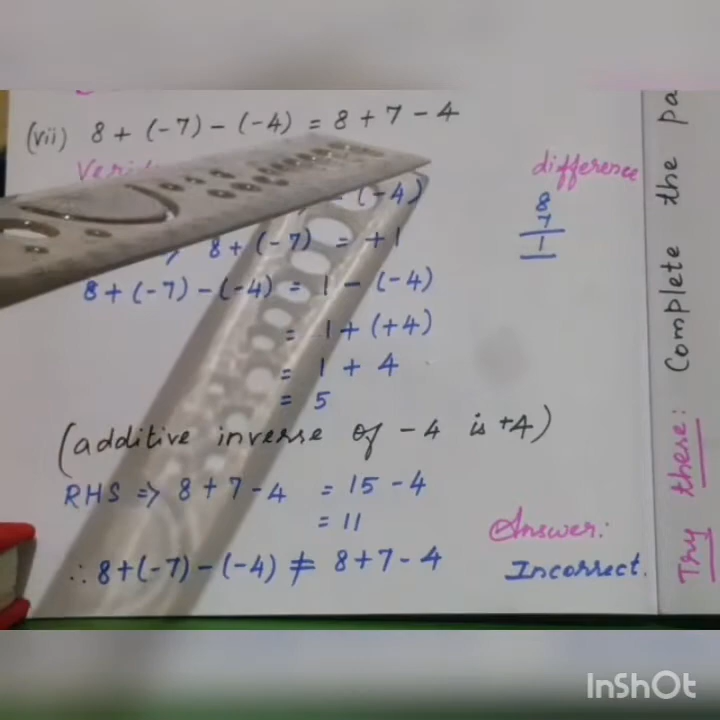 (vii) 8 + (-7) - (-4) = 8 + 7 - 4
difference
(-4)
8 + (-7) = +1
8
7
1
8 + (-7) - (-4) = 1 - (-4)
= 1 + (+4)
= 1 + 4
= 5
(additive inverse of -4 is +4)
RHS => 8 + 7 - 4 = 15 - 4
= 11
Answer:
∴ 8+(-7)-(-4) ≠ 8+7-4
Incorrect.
Try these: Complete the pa
InShOt